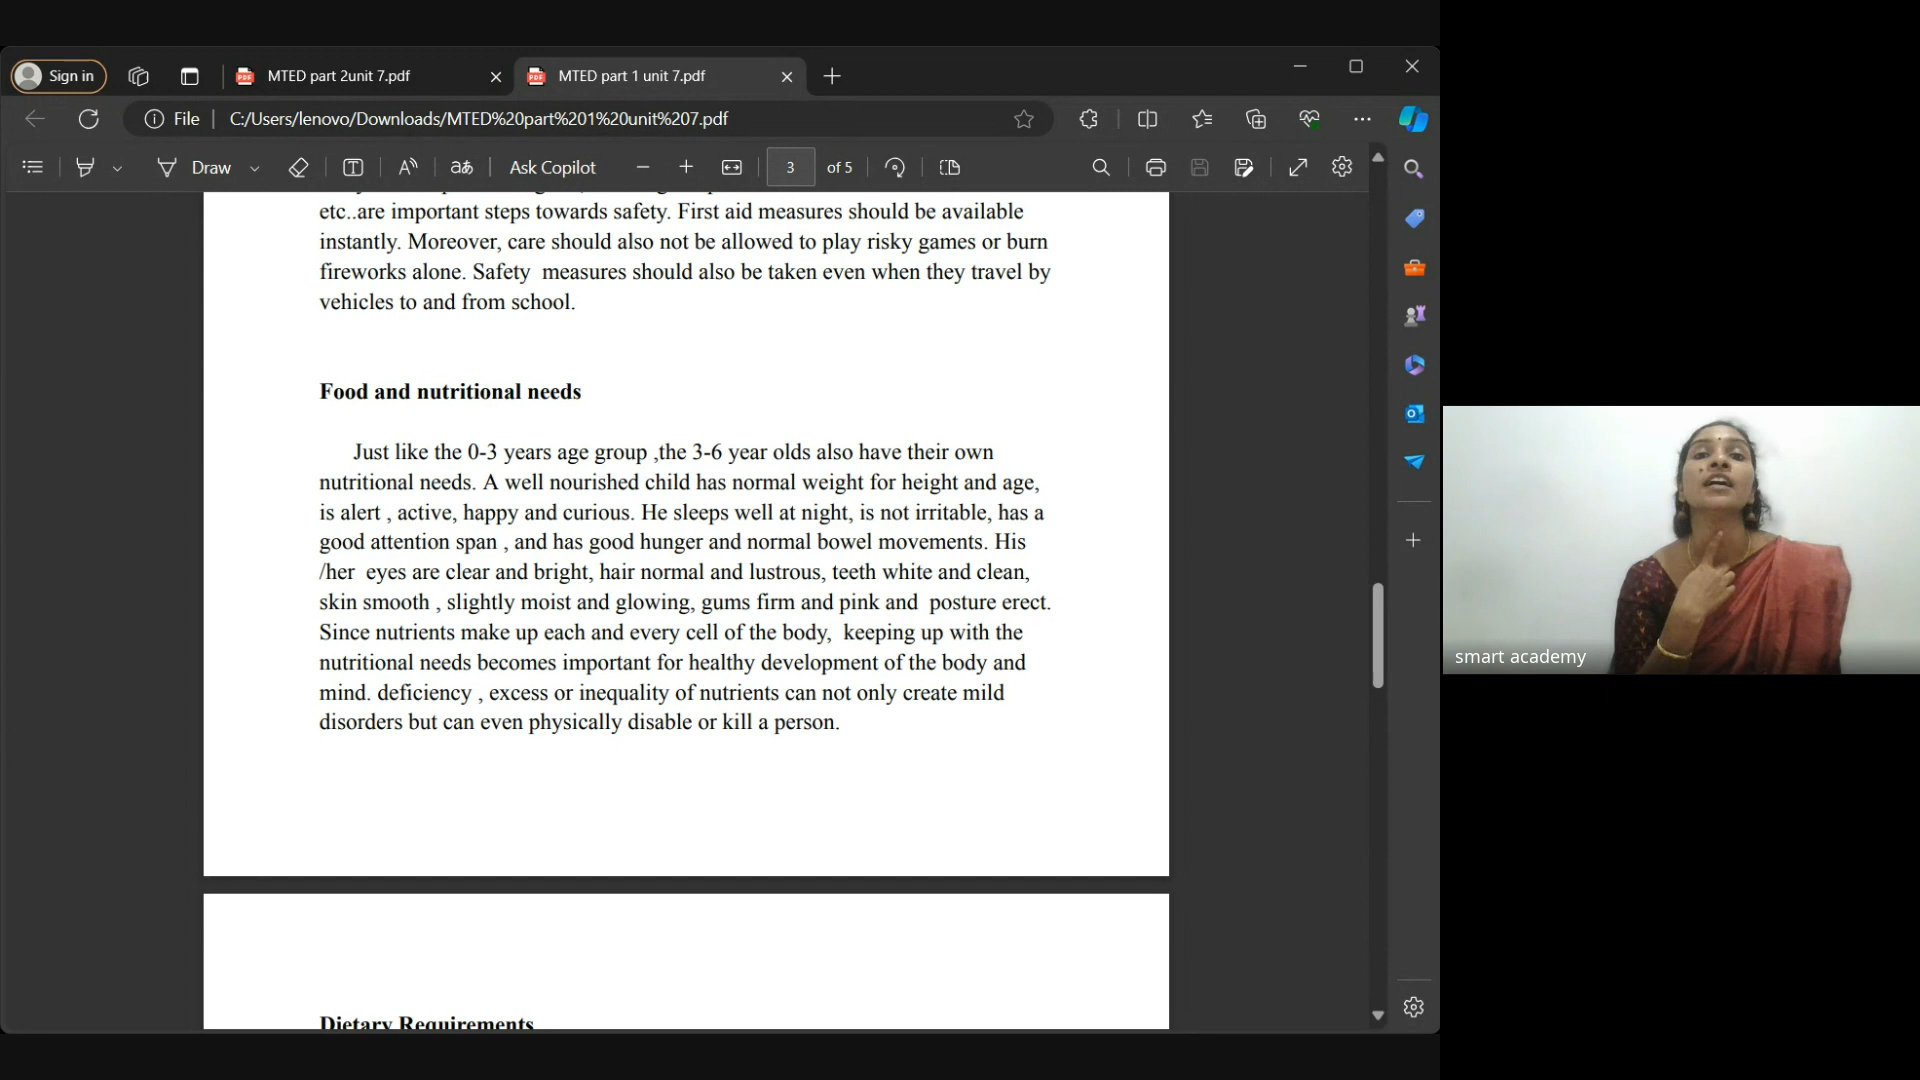 Sign in
MTED part 2unit 7.pdf
MTED part 1 unit 7.pdf
File
C:/Users/lenovo/Downloads/MTED%20part%201%20unit%207.pdf
Draw
aあ
Ask Copilot
3
of 5
etc..are important steps towards safety. First aid measures should be available
instantly. Moreover, care should also not be allowed to play risky games or burn
fireworks alone. Safety  measures should also be taken even when they travel by
vehicles to and from school.
Food and nutritional needs
Just like the 0-3 years age group ,the 3-6 year olds also have their own
nutritional needs. A well nourished child has normal weight for height and age,
is alert , active, happy and curious. He sleeps well at night, is not irritable, has a
good attention span , and has good hunger and normal bowel movements. His
/her  eyes are clear and bright, hair normal and lustrous, teeth white and clean,
skin smooth , slightly moist and glowing, gums firm and pink and  posture erect.
Since nutrients make up each and every cell of the body,  keeping up with the
nutritional needs becomes important for healthy development of the body and
mind. deficiency , excess or inequality of nutrients can not only create mild
disorders but can even physically disable or kill a person.
Dietary Requirements
smart academy